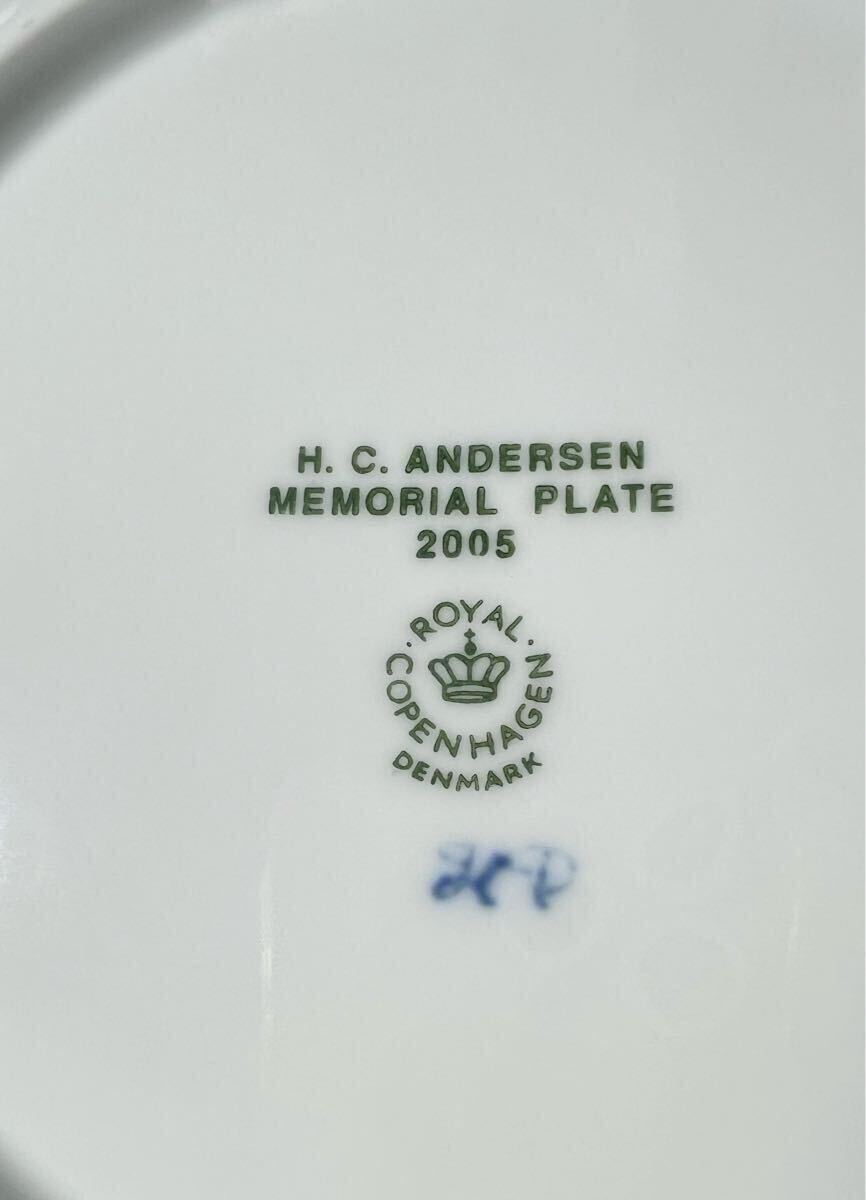 H. C. ANDERSEN
MEMORIAL PLATE
2005
· ROYAL ·
COPENHAGEN
DENMARK